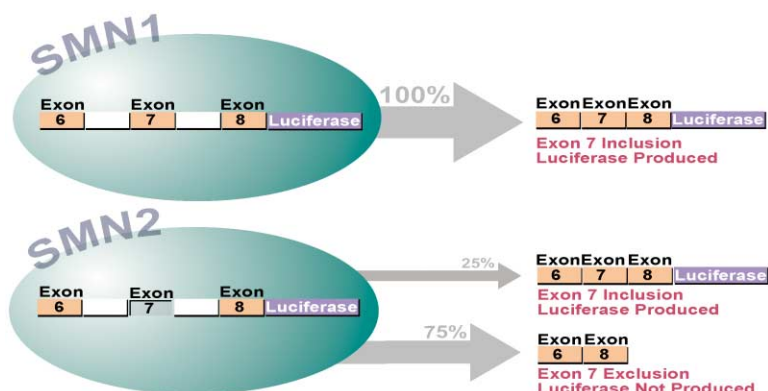 SMN1
Exon Exon Exon
6 7 8 Luciferase
100%
Exon Exon Exon
6 7 8 Luciferase
Exon 7 Inclusion
Luciferase Produced
SMN2
Exon Exon Exon
6 7 8 Luciferase
25%
Exon Exon Exon
6 7 8 Luciferase
Exon 7 Inclusion
Luciferase Produced
75%
Exon Exon
6 8
Exon 7 Exclusion
Luciferase Not Produced